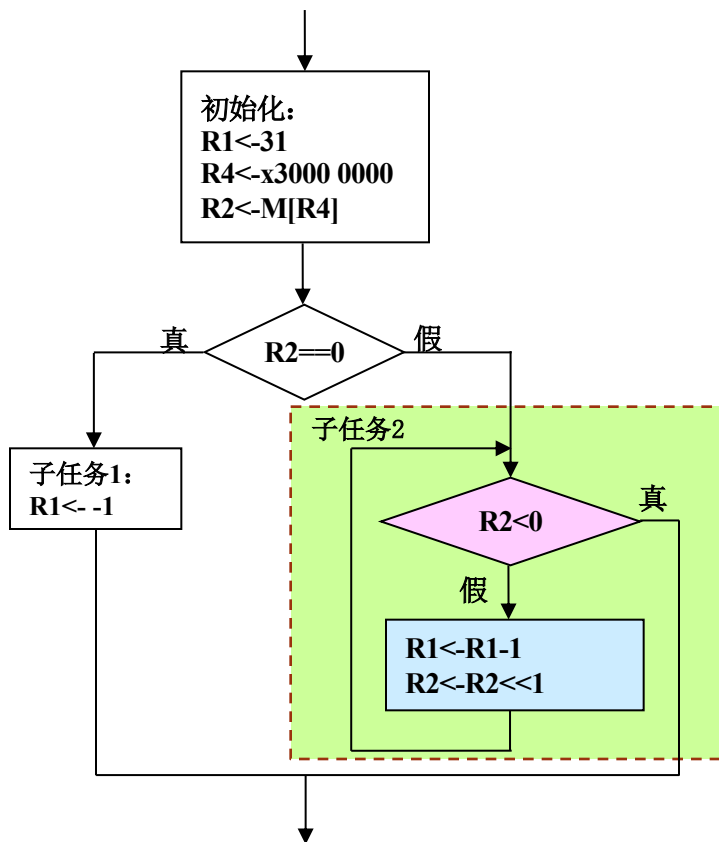 初始化：
R1<-31
R4<-x3000 0000
R2<-M[R4]
真
R2==0
假
子任务1：
R1<- -1
子任务2
R2<0
真
假
R1<-R1-1
R2<-R2<<1